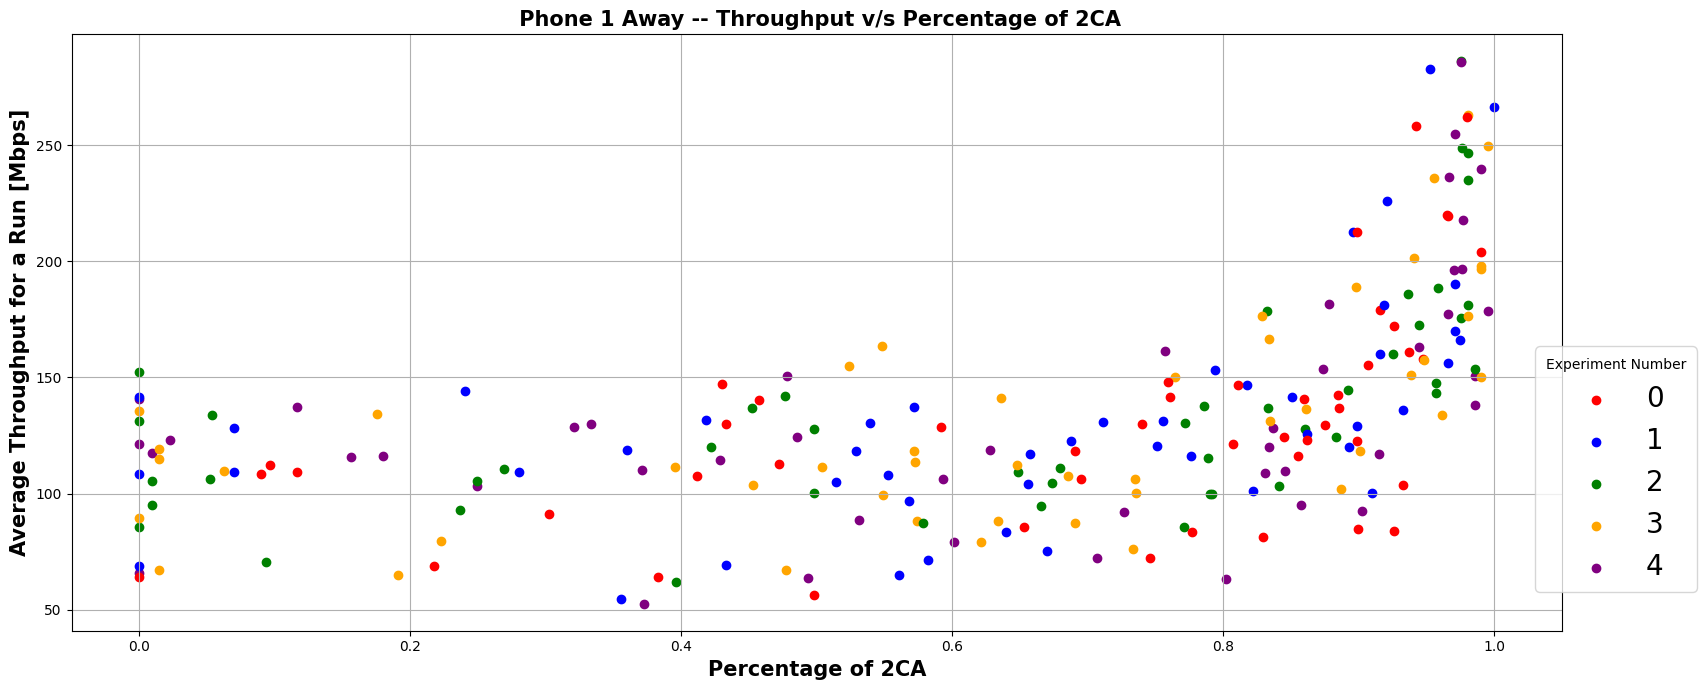 Phone 1 Away -- Throughput v/s Percentage of 2CA
Average Throughput for a Run [Mbps]
250
200
150
100
50
0.0 0.2 0.4 0.6 0.8 1.0
Percentage of 2CA
Experiment Number
0
1
2
3
4